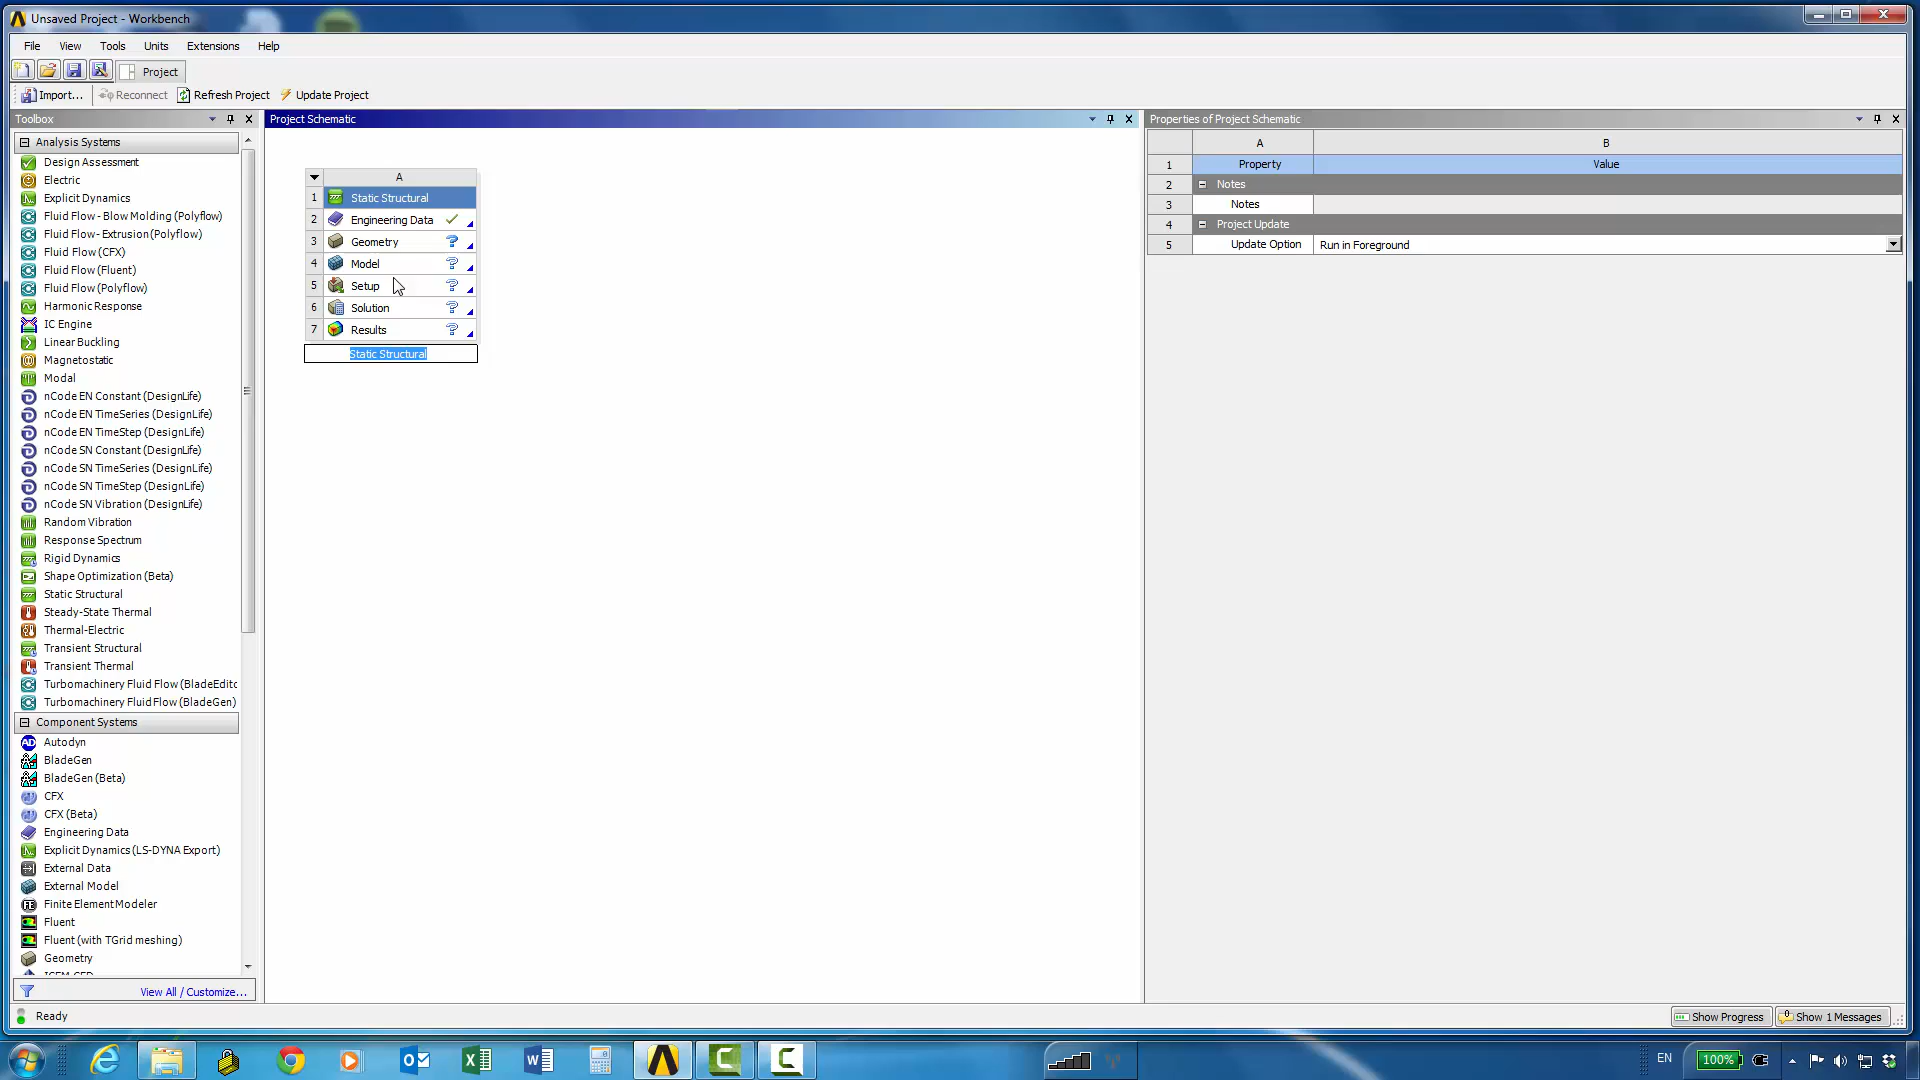 Unsaved Project - Workbench
File View Tools Units Extensions Help
Project
Import... Reconnect Refresh Project Update Project
Toolbox
Analysis Systems
Design Assessment
Electric
Explicit Dynamics
Fluid Flow - Blow Molding (Polyflow)
Fluid Flow - Extrusion (Polyflow)
Fluid Flow (CFX)
Fluid Flow (Fluent)
Fluid Flow (Polyflow)
Harmonic Response
IC Engine
Linear Buckling
Magnetostatic
Modal
nCode EN Constant (DesignLife)
nCode EN TimeSeries (DesignLife)
nCode EN TimeStep (DesignLife)
nCode SN Constant (DesignLife)
nCode SN TimeSeries (DesignLife)
nCode SN TimeStep (DesignLife)
nCode SN Vibration (DesignLife)
Random Vibration
Response Spectrum
Rigid Dynamics
Shape Optimization (Beta)
Static Structural
Steady-State Thermal
Thermal-Electric
Transient Structural
Transient Thermal
Turbomachinery Fluid Flow (BladeEdito
Turbomachinery Fluid Flow (BladeGen)
Component Systems
Autodyn
BladeGen
BladeGen (Beta)
CFX
CFX (Beta)
Engineering Data
Explicit Dynamics (LS-DYNA Export)
External Data
External Model
Finite Element Modeler
Fluent
Fluent (with TGrid meshing)
Geometry
View All / Customize...
Project Schematic
A
1 Static Structural
2 Engineering Data
3 Geometry ?
4 Model ?
5 Setup ?
6 Solution ?
7 Results ?
Static Structural
Properties of Project Schematic
A B
1 Property Value
2 Notes
3 Notes
4 Project Update
5 Update Option Run in Foreground
Ready
Show Progress Show 1 Messages
EN 100%